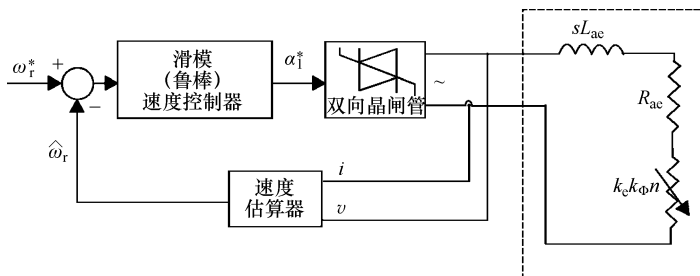 ω*r
+
−
ω̂r
滑模
(鲁棒)
速度控制器
α*1
双向晶闸管
~
速度
估算器
i
v
sLae
Rae
kekΦn